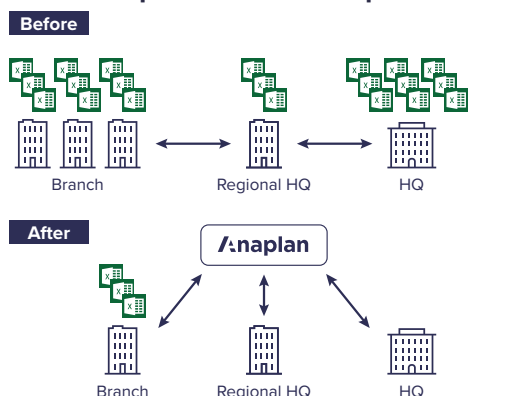 Before
Branch
Regional HQ
HQ
After
Anaplan
Branch
Regional HQ
HQ